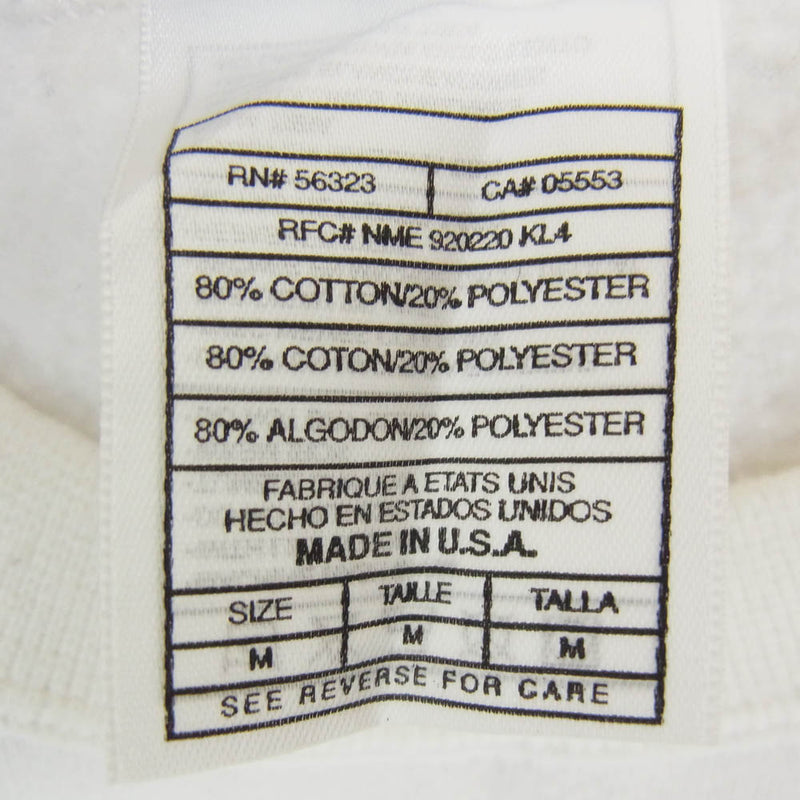 RN# 56323 CA# 05553
RFC# NME 920220 KL4
80% COTTON/20% POLYESTER
80% COTON/20% POLYESTER
80% ALGODON/20% POLYESTER
FABRIQUE A ETATS UNIS
HECHO EN ESTADOS UNIDOS
MADE IN U.S.A.
SIZE TAILLE TALLA
M M M
SEE REVERSE FOR CARE